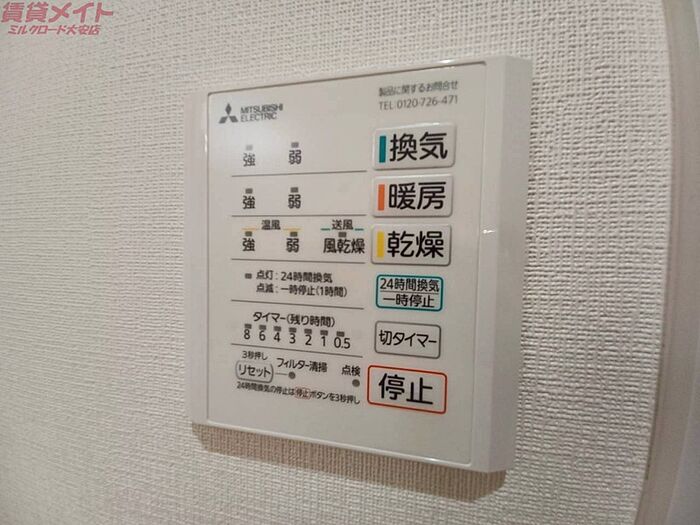 賃貸メイト
ミルクロード大安店
MITSUBISHI
ELECTRIC
製品に関するお問合せ
TEL:0120-726-471
強 弱
換気
強 弱
暖房
温風 送風
強 弱 風乾燥
乾燥
点灯:24時間換気
点滅:一時停止(1時間)
24時間換気
一時停止
タイマー(残り時間)
8 6 4 3 2 1 0.5
切タイマー
3秒押し
リセット フィルター清掃 点検
24時間換気の停止は停止ボタンを3秒押し
停止